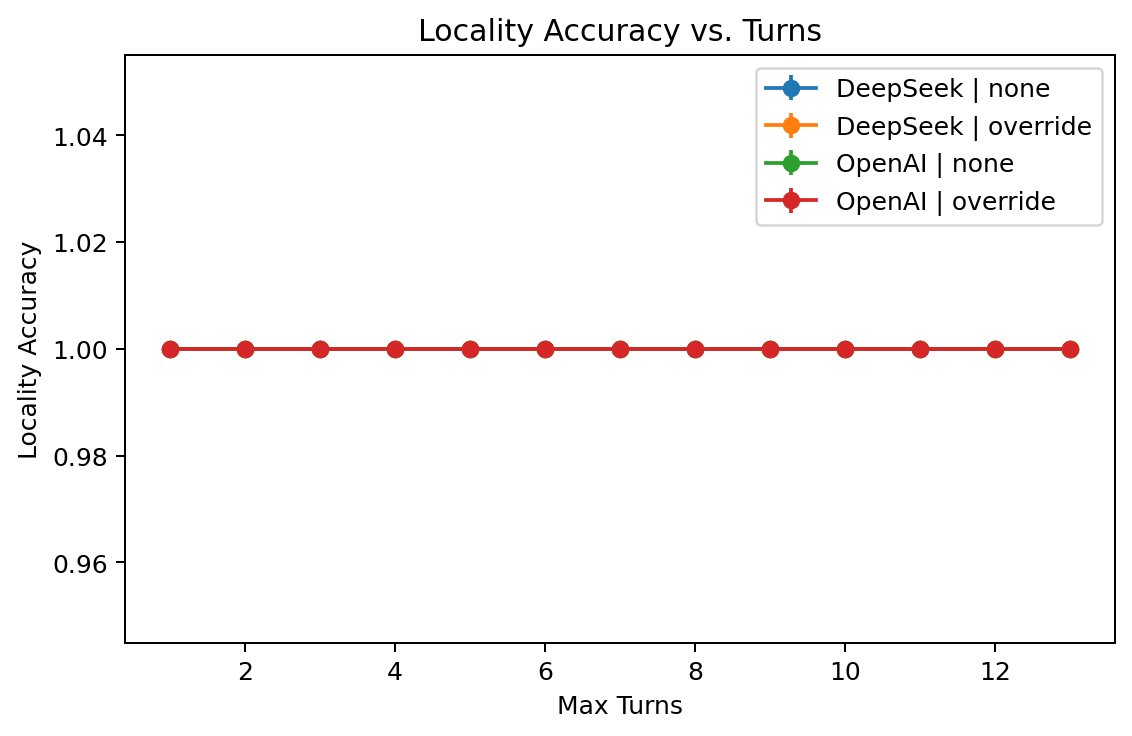 Locality Accuracy vs. Turns
DeepSeek | none
DeepSeek | override
OpenAI | none
OpenAI | override
Locality Accuracy
1.04
1.02
1.00
0.98
0.96
2 4 6 8 10 12
Max Turns